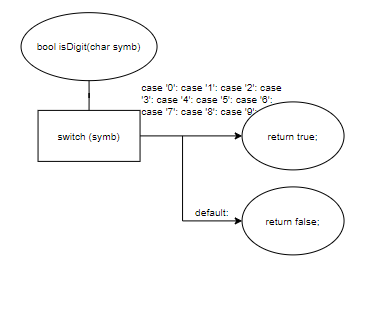 bool isDigit(char symb)
case '0': case '1': case '2': case
'3': case '4': case '5': case '6':
case '7': case '8': case '9':
switch (symb)
return true;
default:
return false;